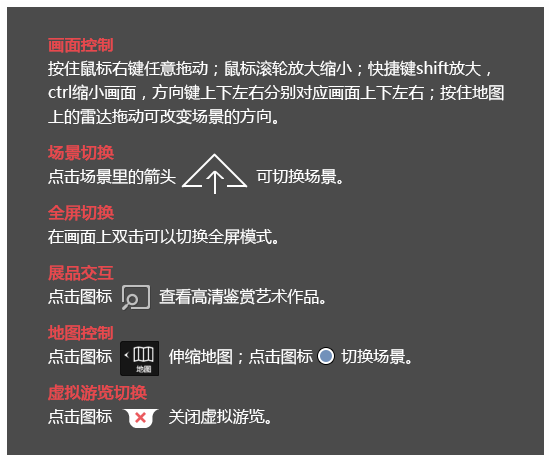 画面控制
按住鼠标右键任意拖动；鼠标滚轮放大缩小；快捷键shift放大，
ctrl缩小画面，方向键上下左右分别对应画面上下左右；按住地图
上的雷达拖动可改变场景的方向。
场景切换
点击场景里的箭头 可切换场景。
全屏切换
在画面上双击可以切换全屏模式。
展品交互
点击图标 查看高清鉴赏艺术作品。
地图控制
点击图标 地图 伸缩地图；点击图标 切换场景。
虚拟游览切换
点击图标 关闭虚拟游览。